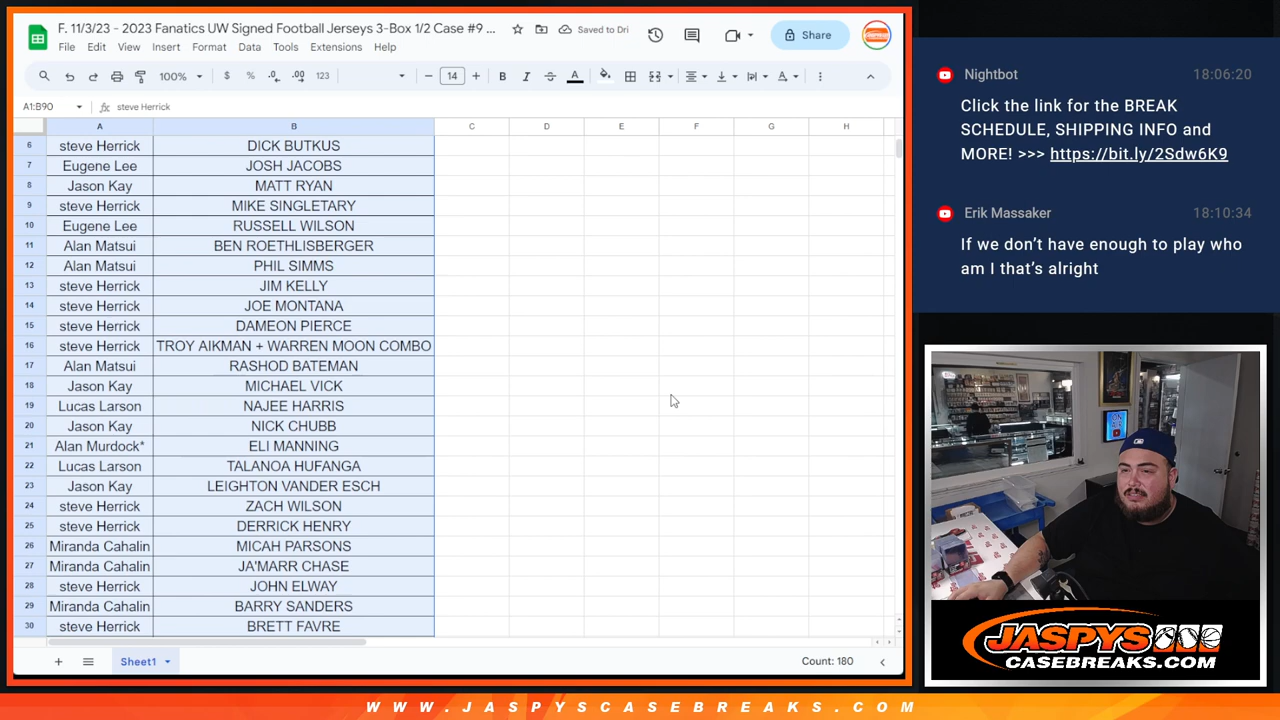 F. 11/3/23 - 2023 Fanatics UW Signed Football Jerseys 3-Box 1/2 Case #9 ...
Saved to Dri
Share
File Edit View Insert Format Data Tools Extensions Help
100% $ % .0 .00 123 14 B I A
A1:B90 fx steve Herrick
A B C D E F G H
6 steve Herrick DICK BUTKUS
7 Eugene Lee JOSH JACOBS
8 Jason Kay MATT RYAN
9 steve Herrick MIKE SINGLETARY
10 Eugene Lee RUSSELL WILSON
11 Alan Matsui BEN ROETHLISBERGER
12 Alan Matsui PHIL SIMMS
13 steve Herrick JIM KELLY
14 steve Herrick JOE MONTANA
15 steve Herrick DAMEON PIERCE
16 steve Herrick TROY AIKMAN + WARREN MOON COMBO
17 Alan Matsui RASHOD BATEMAN
18 Jason Kay MICHAEL VICK
19 Lucas Larson NAJEE HARRIS
20 Jason Kay NICK CHUBB
21 Alan Murdock* ELI MANNING
22 Lucas Larson TALANOA HUFANGA
23 Jason Kay LEIGHTON VANDER ESCH
24 steve Herrick ZACH WILSON
25 steve Herrick DERRICK HENRY
26 Miranda Cahalin MICAH PARSONS
27 Miranda Cahalin JA'MARR CHASE
28 steve Herrick JOHN ELWAY
29 Miranda Cahalin BARRY SANDERS
30 steve Herrick BRETT FAVRE
Sheet1
Count: 180
Nightbot 18:06:20
Click the link for the BREAK
SCHEDULE, SHIPPING INFO and
MORE! >>> https://bit.ly/2Sdw6K9
Erik Massaker 18:10:34
If we don't have enough to play who
am I that's alright
JASPYS
CASEBREAKS.COM
WWW.JASPYSCASEBREAKS.COM